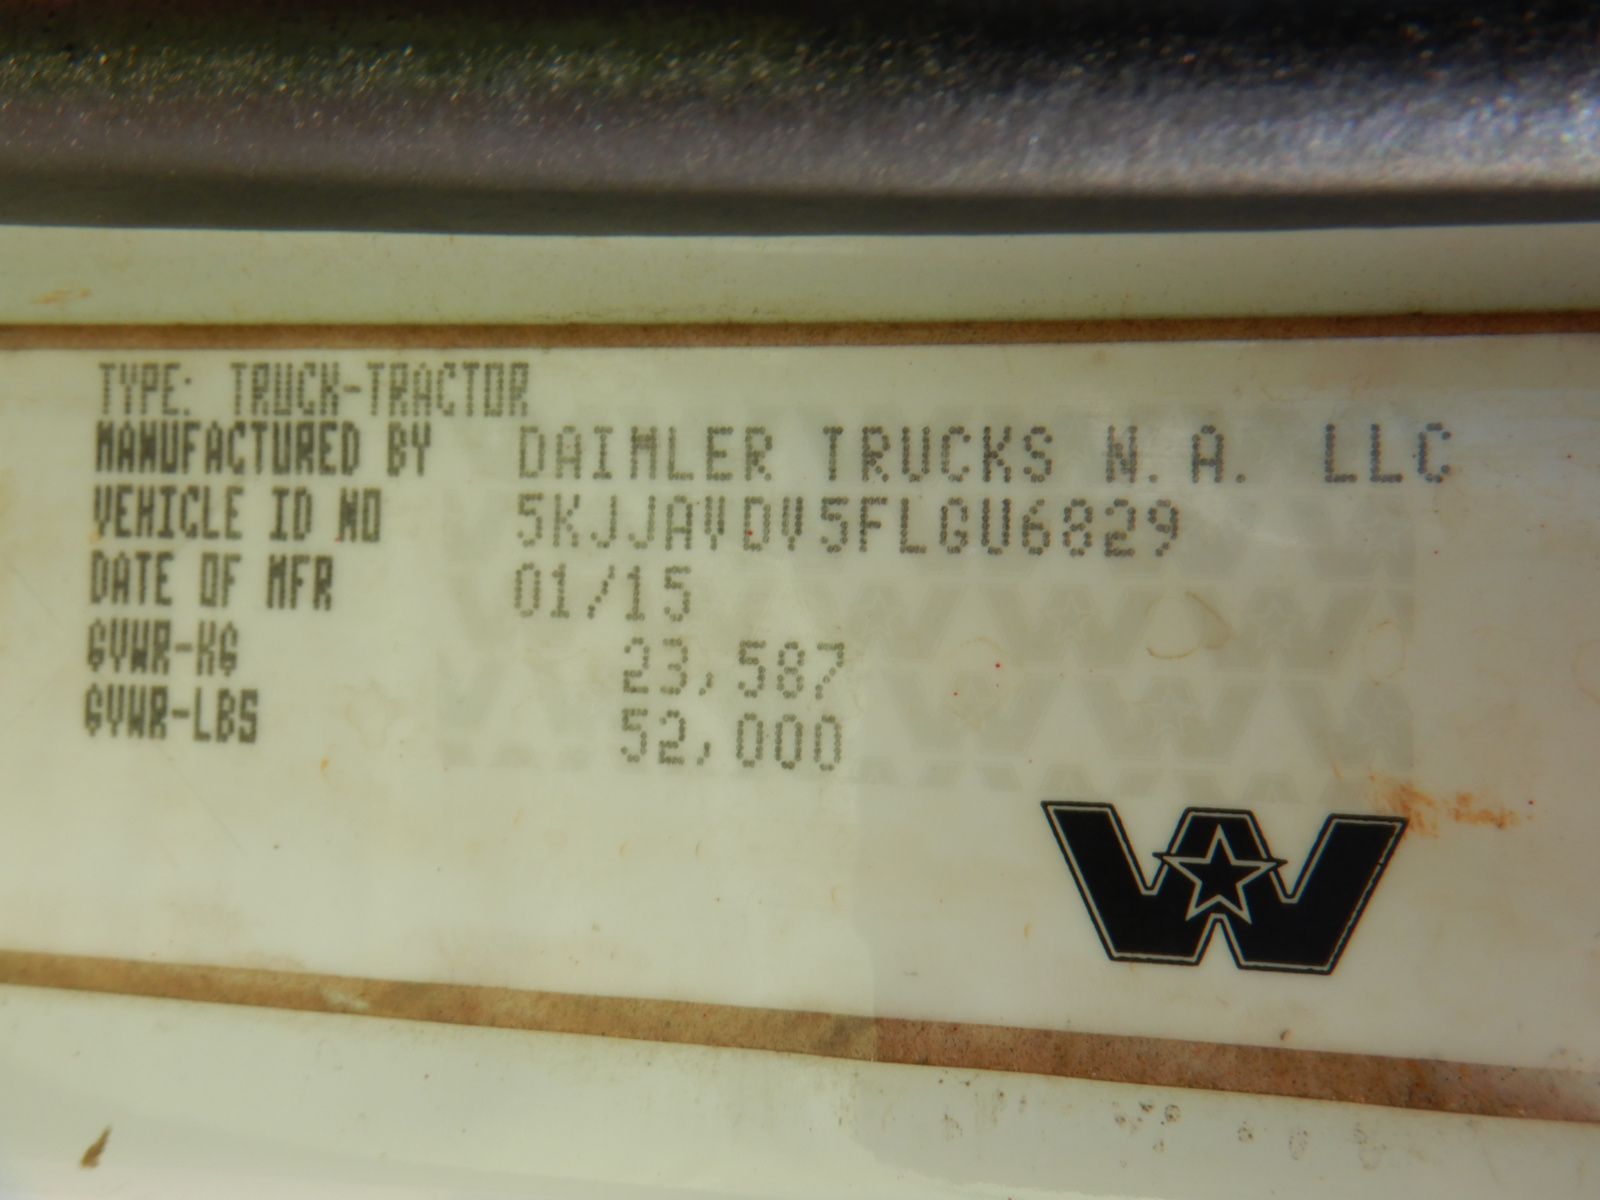 TYPE: TRUCK-TRACTOR
MANUFACTURED BY DAIMLER TRUCKS N.A. LLC
VEHICLE ID NO 5KJJAVDV5FLGU6829
DATE OF MFR 01/15
GVWR-KG 23,587
GVWR-LBS 52,000